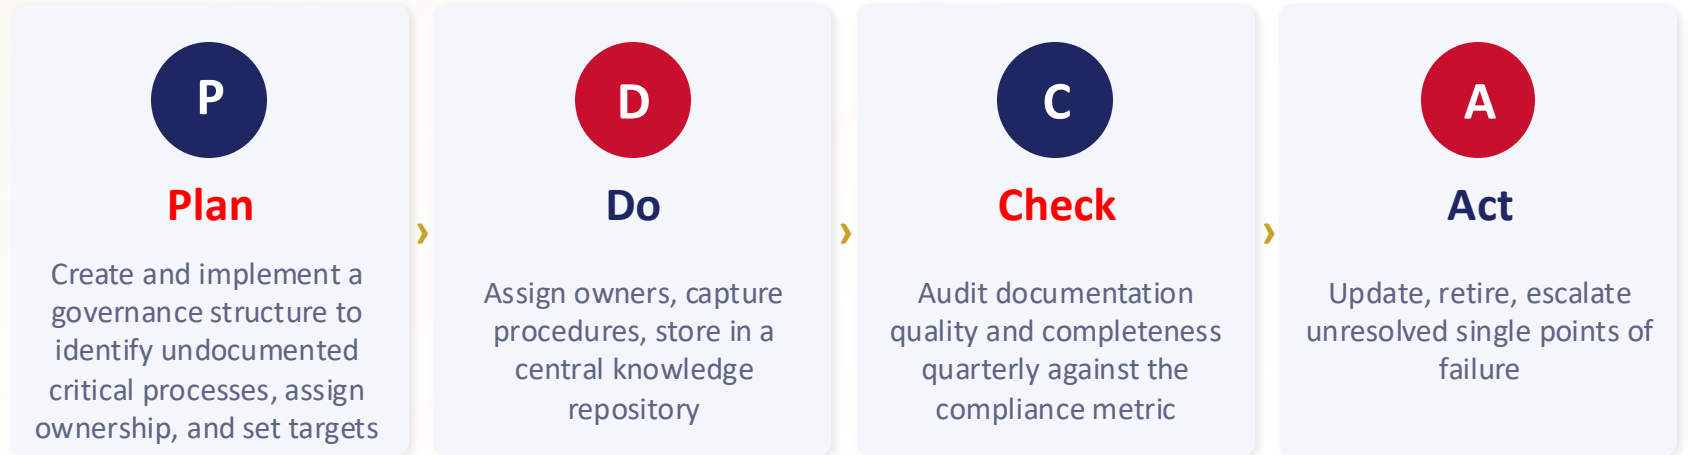 P
Plan
Create and implement a
governance structure to
identify undocumented
critical processes, assign
ownership, and set targets
›
D
Do
Assign owners, capture
procedures, store in a
central knowledge
repository
›
C
Check
Audit documentation
quality and completeness
quarterly against the
compliance metric
›
A
Act
Update, retire, escalate
unresolved single points of
failure